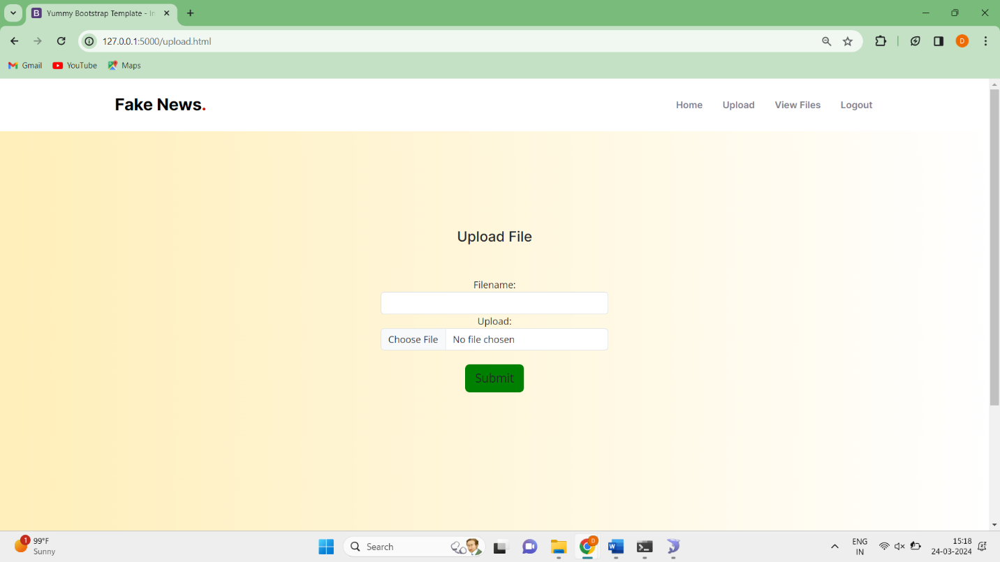 Yummy Bootstrap Template - In
127.0.0.1:5000/upload.html
D
Gmail YouTube Maps
Fake News.
Home Upload View Files Logout
Upload File
Filename:
Upload:
Choose File No file chosen
Submit
1 99°F
Sunny
Search
D
ENG
IN
15:18
24-03-2024